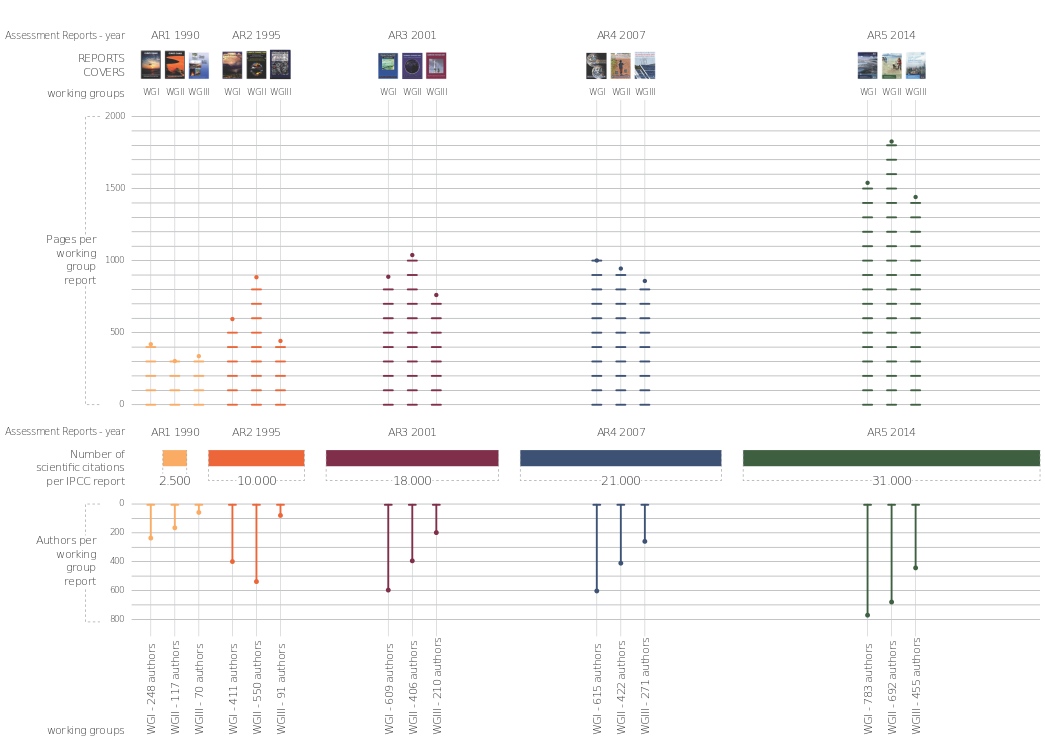 Assessment Reports - year AR1 1990 AR2 1995 AR3 2001 AR4 2007 AR5 2014
REPORTS
COVERS
working groups WGI WGII WGIII WGI WGII WGIII WGI WGII WGIII WGI WGII WGIII WGI WGII WGIII
2000
1500
Pages per
working
group
report
1000
500
0
Assessment Reports - year AR1 1990 AR2 1995 AR3 2001 AR4 2007 AR5 2014
Number of
scientific citations
per IPCC report 2.500 10.000 18.000 21.000 31.000
0
200
Authors per
working
group
report
400
600
800
WGI - 248 authors
WGII - 117 authors
WGIII - 70 authors
WGI - 411 authors
WGII - 550 authors
WGIII - 91 authors
WGI - 609 authors
WGII - 406 authors
WGIII - 210 authors
WGI - 615 authors
WGII - 422 authors
WGIII - 271 authors
WGI - 783 authors
WGII - 692 authors
WGIII - 455 authors
working groups